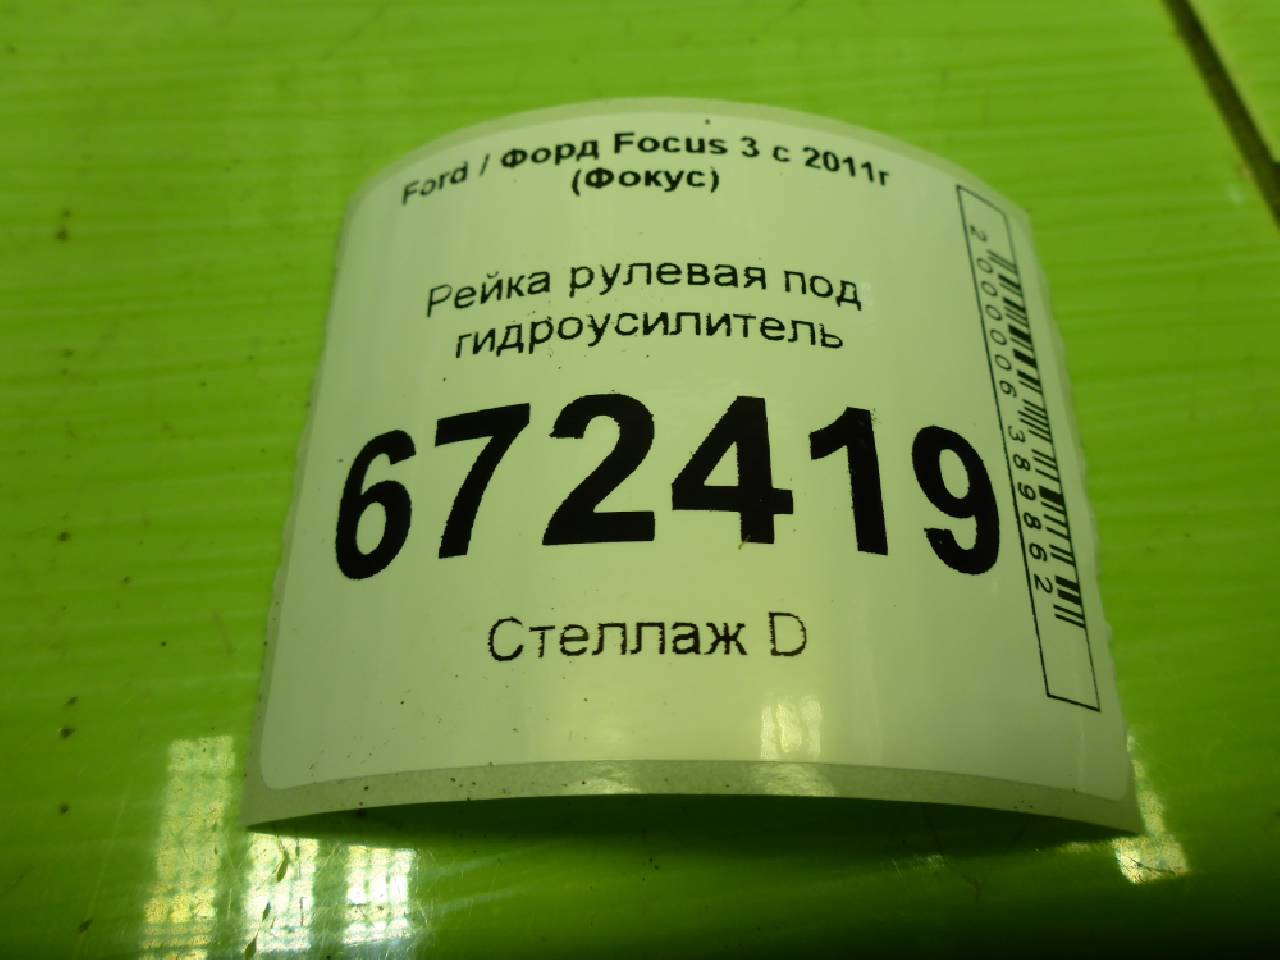 Ford / Форд Focus 3 с 2011г
(Фокус)
Рейка рулевая под
гидроусилитель
672419
Стеллаж D
2000006389862